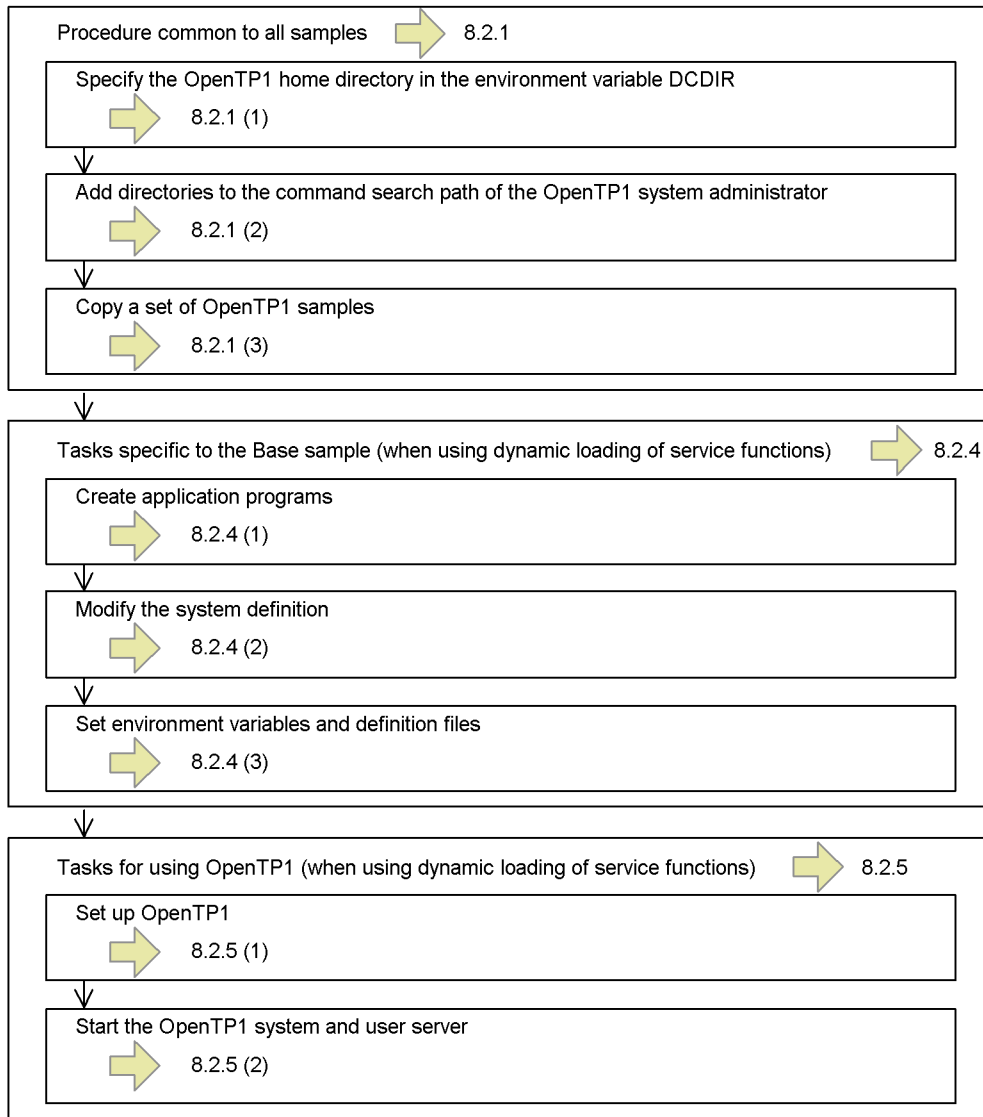 Procedure common to all samples 8.2.1
Specify the OpenTP1 home directory in the environment variable DCDIR
8.2.1 (1)
Add directories to the command search path of the OpenTP1 system administrator
8.2.1 (2)
Copy a set of OpenTP1 samples
8.2.1 (3)
Tasks specific to the Base sample (when using dynamic loading of service functions) 8.2.4
Create application programs
8.2.4 (1)
Modify the system definition
8.2.4 (2)
Set environment variables and definition files
8.2.4 (3)
Tasks for using OpenTP1 (when using dynamic loading of service functions) 8.2.5
Set up OpenTP1
8.2.5 (1)
Start the OpenTP1 system and user server
8.2.5 (2)